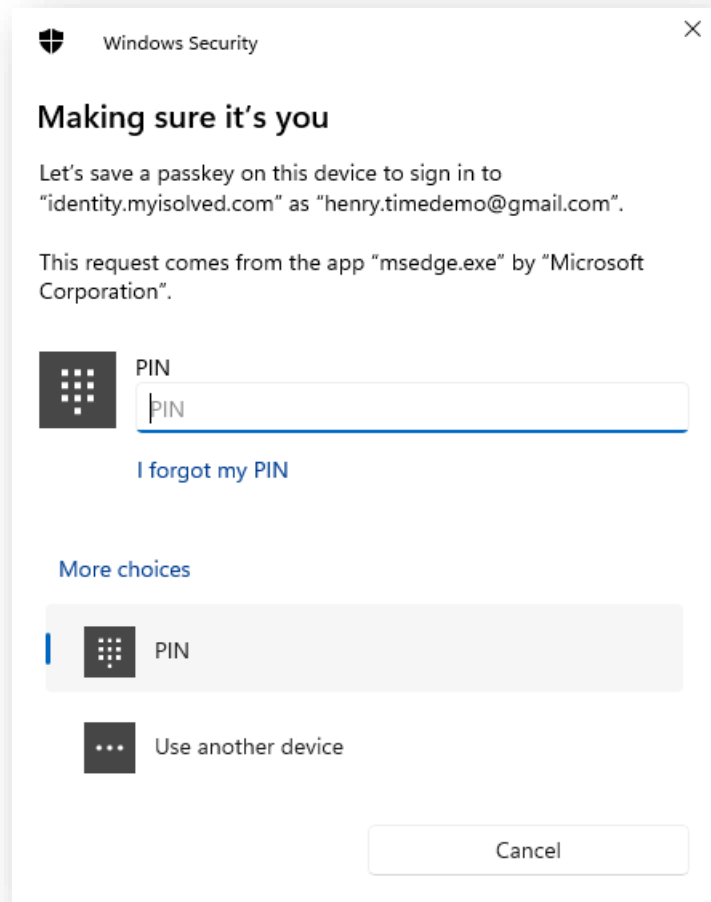 Windows Security
Making sure it’s you
Let’s save a passkey on this device to sign in to
“identity.myisolved.com” as “henry.timedemo@gmail.com”.
This request comes from the app “msedge.exe” by “Microsoft
Corporation”.
PIN
PIN
I forgot my PIN
More choices
PIN
Use another device
Cancel